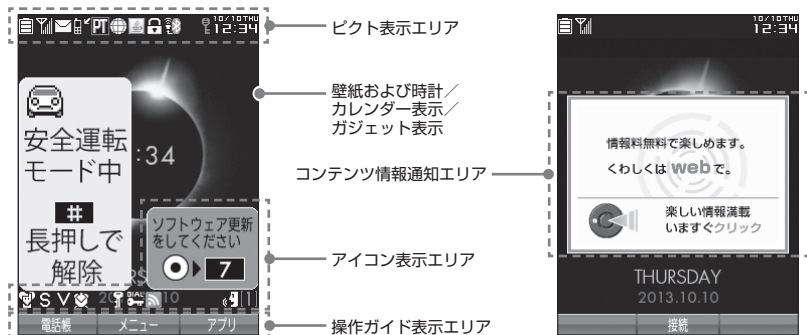 PT
10/10THU
12:34
ピクト表示エリア
安全運転
モード中
#
長押しで
解除
:34
壁紙および時計／
カレンダー表示／
ガジェット表示
コンテンツ情報通知エリア
ソフトウェア更新
をしてください
7
アイコン表示エリア
S V
DIAL
10
[1]
電話帳
メニュー
アプリ
操作ガイド表示エリア
10/10THU
12:34
情報料無料で楽しめます。
くわしくは webで。
楽しい情報満載
いますぐクリック
THURSDAY
2013.10.10
接続